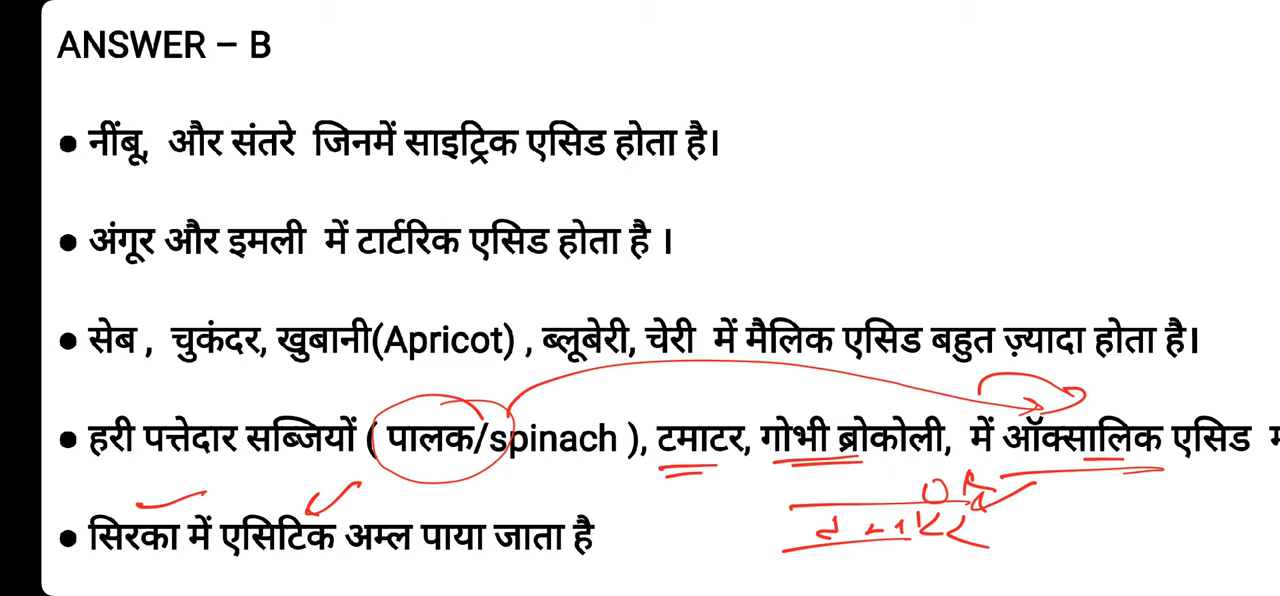 ANSWER – B
● नींबू, और संतरे जिनमें साइट्रिक एसिड होता है।
● अंगूर और इमली में टार्टरिक एसिड होता है ।
● सेब , चुकंदर, खुबानी(Apricot) , ब्लूबेरी, चेरी में मैलिक एसिड बहुत ज़्यादा होता है।
● हरी पत्तेदार सब्जियों ( पालक/spinach ), टमाटर, गोभी ब्रोकोली, में ऑक्सालिक एसिड
● सिरका में एसिटिक अम्ल पाया जाता है